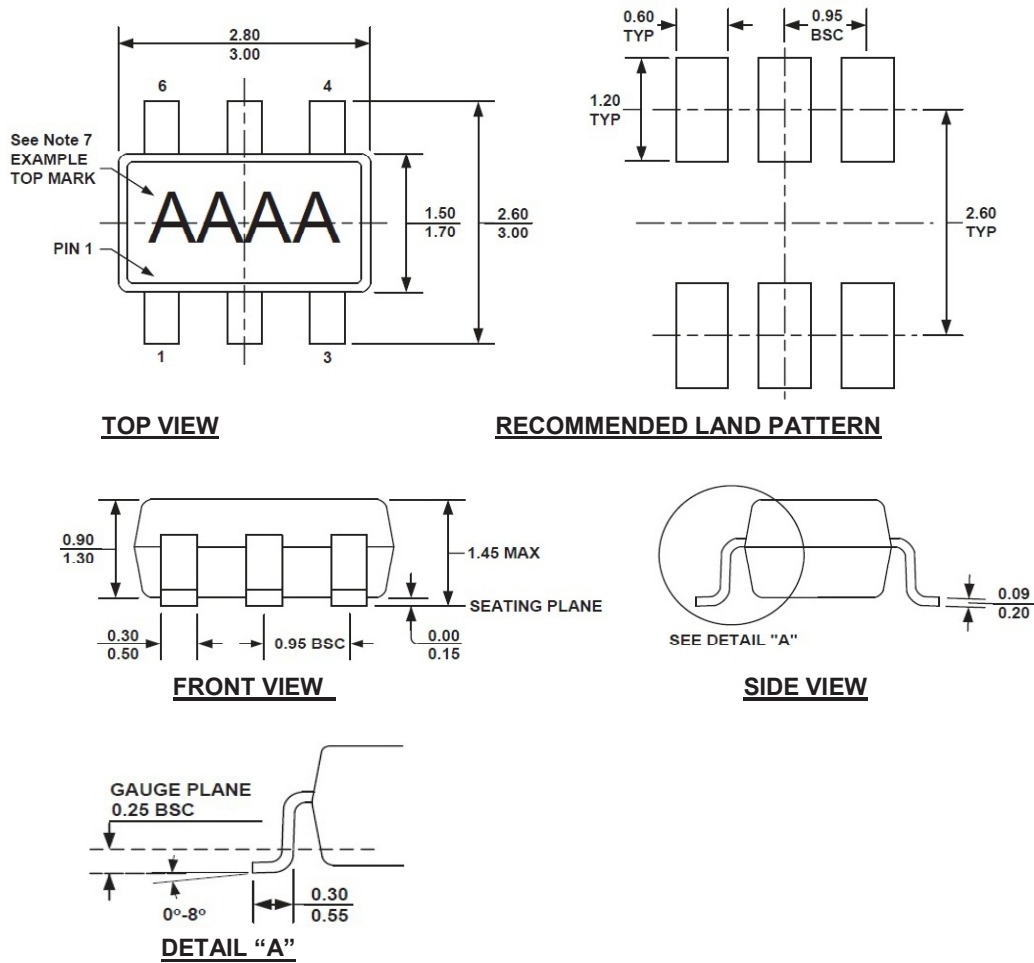 2.80
3.00
6
4
See Note 7
EXAMPLE
TOP MARK
AAAA
PIN 1
1.50
1.70
2.60
3.00
1
3
TOP VIEW
0.60
TYP
0.95
BSC
1.20
TYP
2.60
TYP
RECOMMENDED LAND PATTERN
0.90
1.30
1.45 MAX
SEATING PLANE
0.30
0.50
0.95 BSC
0.00
0.15
FRONT VIEW
0.09
0.20
SEE DETAIL "A"
SIDE VIEW
GAUGE PLANE
0.25 BSC
0º-8º
0.30
0.55
DETAIL “A”